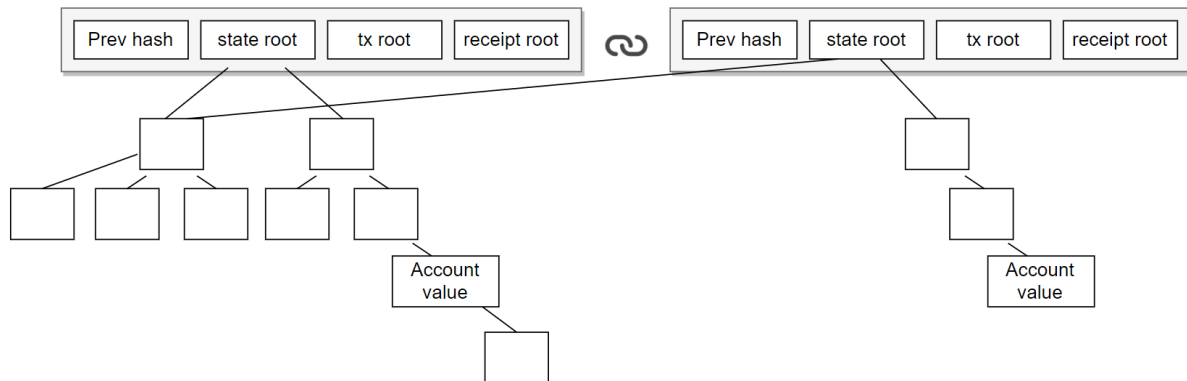 Prev hash
state root
tx root
receipt root
Prev hash
state root
tx root
receipt root
Account
value
Account
value